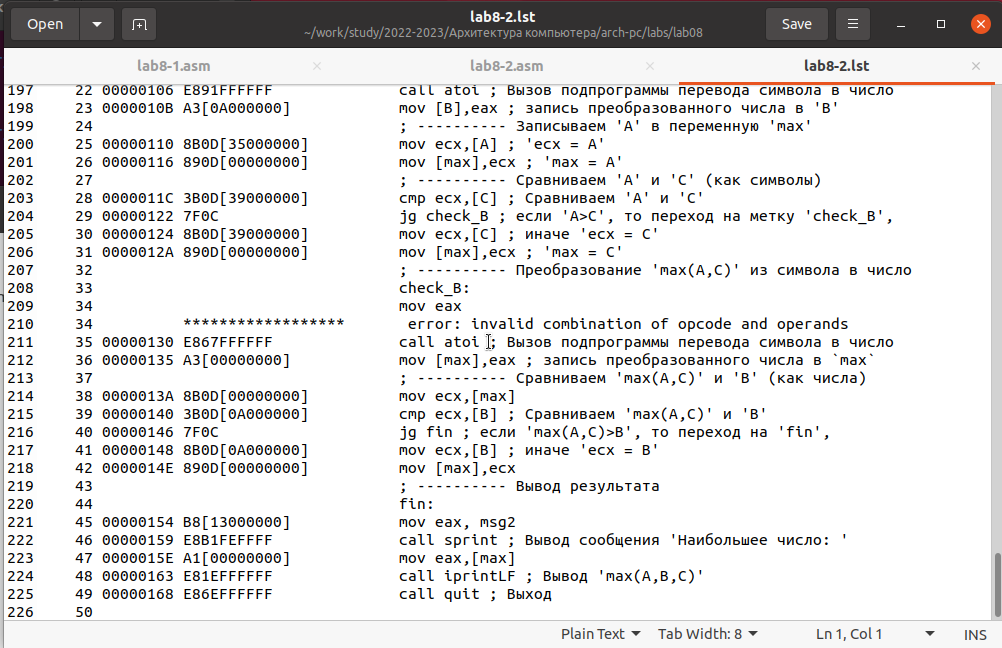 Open
lab8-2.lst
~/work/study/2022-2023/Архитектура компьютера/arch-pc/labs/lab08
Save
lab8-1.asm
lab8-2.asm
lab8-2.lst
197 22 00000106 E891FFFFFF call atoi ; Вызов подпрограммы перевода символа в число
198 23 0000010B A3[0A000000] mov [B],eax ; запись преобразованного числа в 'B'
199 24 ; ---------- Записываем 'A' в переменную 'max'
200 25 00000110 8B0D[35000000] mov ecx,[A] ; 'ecx = A'
201 26 00000116 890D[00000000] mov [max],ecx ; 'max = A'
202 27 ; ---------- Сравниваем 'A' и 'С' (как символы)
203 28 0000011C 3B0D[39000000] cmp ecx,[C] ; Сравниваем 'A' и 'С'
204 29 00000122 7F0C jg check_B ; если 'A>C', то переход на метку 'check_B',
205 30 00000124 8B0D[39000000] mov ecx,[C] ; иначе 'ecx = C'
206 31 0000012A 890D[00000000] mov [max],ecx ; 'max = C'
207 32 ; ---------- Преобразование 'max(A,C)' из символа в число
208 33 check_B:
209 34 mov eax
210 34 ****************** error: invalid combination of opcode and operands
211 35 00000130 E867FFFFFF call atoi ; Вызов подпрограммы перевода символа в число
212 36 00000135 A3[00000000] mov [max],eax ; запись преобразованного числа в `max`
213 37 ; ---------- Сравниваем 'max(A,C)' и 'B' (как числа)
214 38 0000013A 8B0D[00000000] mov ecx,[max]
215 39 00000140 3B0D[0A000000] cmp ecx,[B] ; Сравниваем 'max(A,C)' и 'B'
216 40 00000146 7F0C jg fin ; если 'max(A,C)>B', то переход на 'fin',
217 41 00000148 8B0D[0A000000] mov ecx,[B] ; иначе 'ecx = B'
218 42 0000014E 890D[00000000] mov [max],ecx
219 43 ; ---------- Вывод результата
220 44 fin:
221 45 00000154 B8[13000000] mov eax, msg2
222 46 00000159 E8B1FEFFFF call sprint ; Вывод сообщения 'Наибольшее число: '
223 47 0000015E A1[00000000] mov eax,[max]
224 48 00000163 E81EFFFFFF call iprintLF ; Вывод 'max(A,B,C)'
225 49 00000168 E86EFFFFFF call quit ; Выход
226 50
Plain Text Tab Width: 8 Ln 1, Col 1 INS